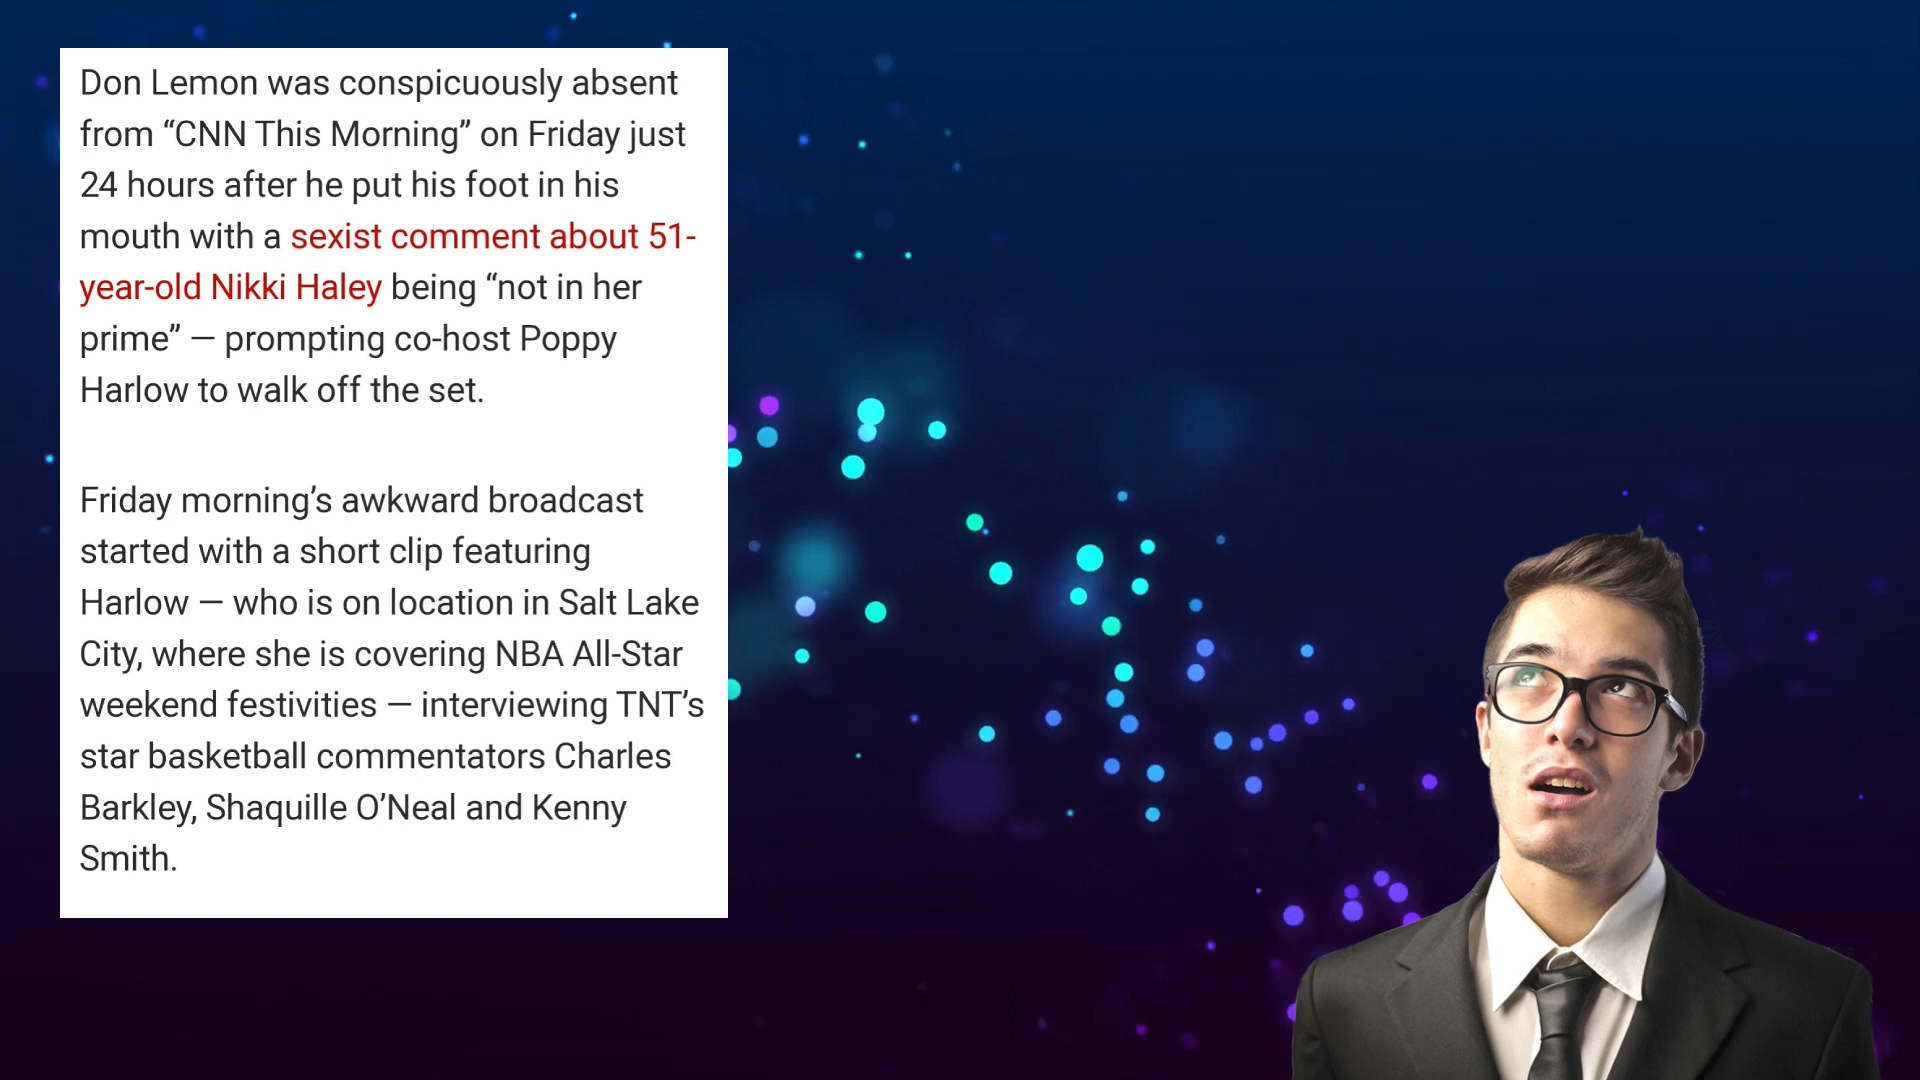 Don Lemon was conspicuously absent
from “CNN This Morning” on Friday just
24 hours after he put his foot in his
mouth with a sexist comment about 51-
year-old Nikki Haley being “not in her
prime” — prompting co-host Poppy
Harlow to walk off the set.
Friday morning’s awkward broadcast
started with a short clip featuring
Harlow — who is on location in Salt Lake
City, where she is covering NBA All-Star
weekend festivities — interviewing TNT’s
star basketball commentators Charles
Barkley, Shaquille O’Neal and Kenny
Smith.